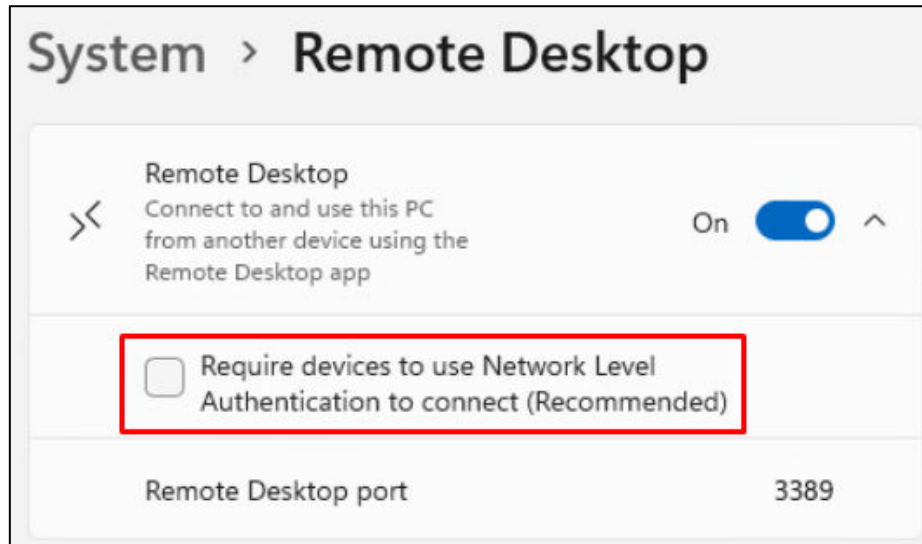 System > Remote Desktop
Remote Desktop
Connect to and use this PC
from another device using the
Remote Desktop app
On
Require devices to use Network Level
Authentication to connect (Recommended)
Remote Desktop port 3389